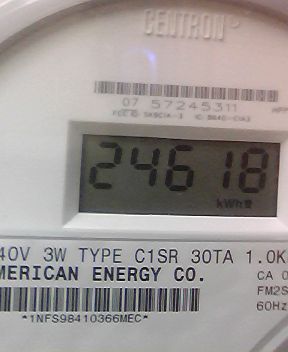 CENTRON®
07 57245311
24618
kWh
40V 3W TYPE C1SR 30TA 1.0K
MERICAN ENERGY CO.
CA 0
FM2S
60Hz
*1NFS98410366MEC*